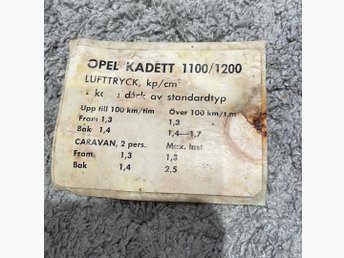 OPEL KADETT 1100/1200
LUFTTRYCK, kp/cm²
däck av standardtyp
Upp till 100 km/tim Över 100 km/tim
Fram 1,3 1,3
Bak 1,4 1,4—1,7
CARAVAN, 2 pers. Max. last
Fram 1,3 1,3
Bak 1,4 2,5